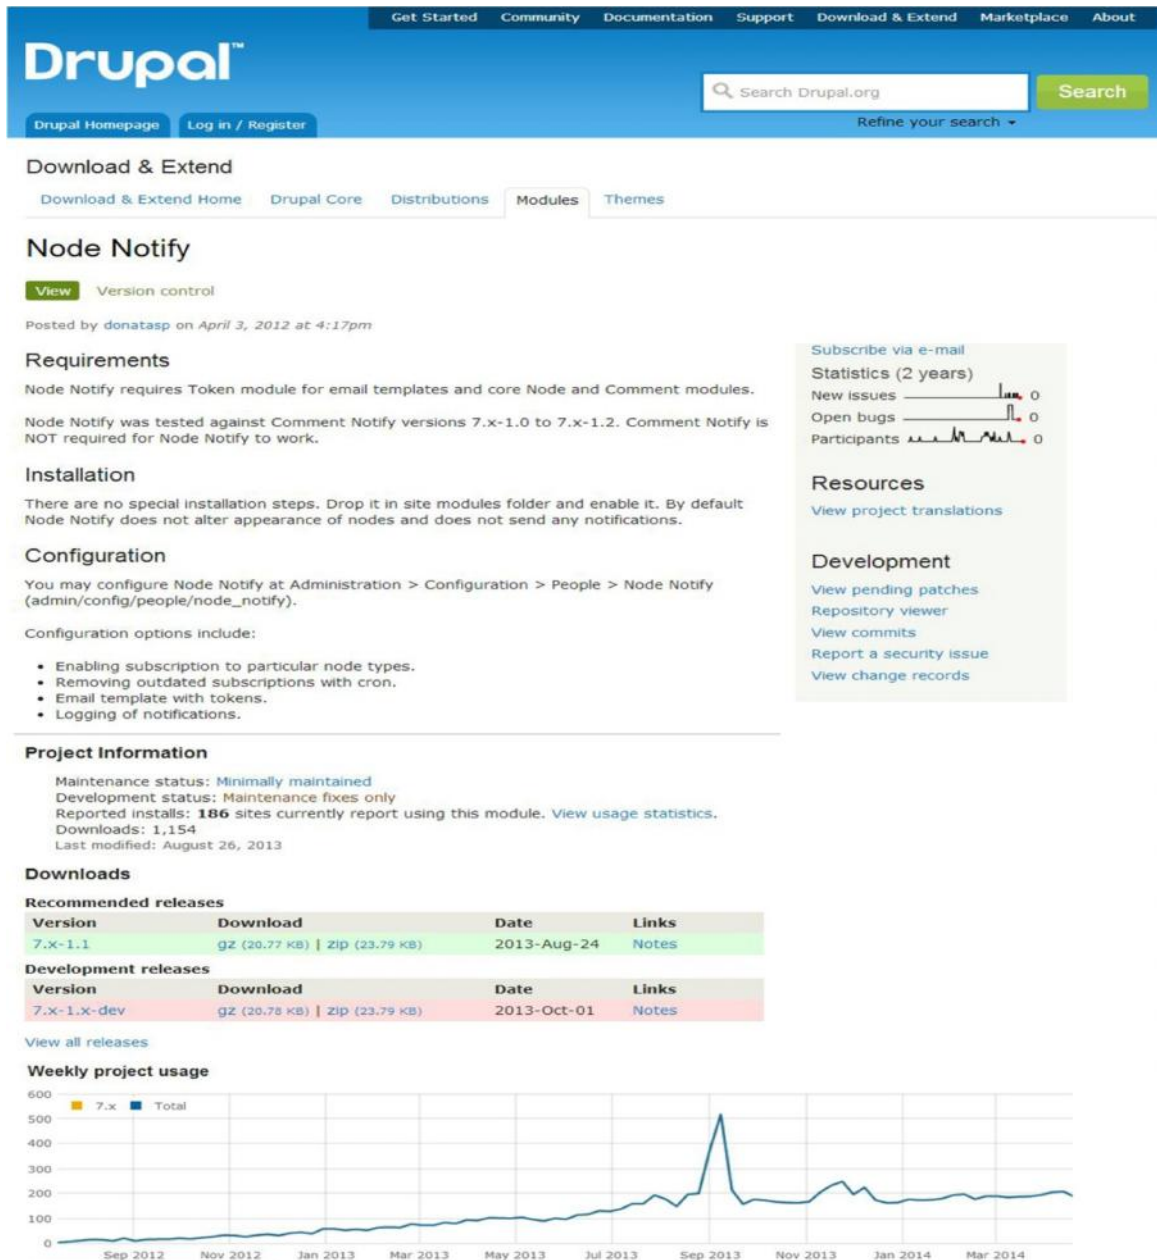 Get Started Community Documentation Support Download & Extend Marketplace About
Drupal™
Search Drupal.org
Search
Refine your search
Drupal Homepage Log in / Register
Download & Extend
Download & Extend Home Drupal Core Distributions Modules Themes
Node Notify
View Version control
Posted by donatasp on April 3, 2012 at 4:17pm
Requirements
Node Notify requires Token module for email templates and core Node and Comment modules.
Node Notify was tested against Comment Notify versions 7.x-1.0 to 7.x-1.2. Comment Notify is
NOT required for Node Notify to work.
Installation
There are no special installation steps. Drop it in site modules folder and enable it. By default
Node Notify does not alter appearance of nodes and does not send any notifications.
Configuration
You may configure Node Notify at Administration > Configuration > People > Node Notify
(admin/config/people/node_notify).
Configuration options include:
• Enabling subscription to particular node types.
• Removing outdated subscriptions with cron.
• Email template with tokens.
• Logging of notifications.
Subscribe via e-mail
Statistics (2 years)
New issues 0
Open bugs 0
Participants 0
Resources
View project translations
Development
View pending patches
Repository viewer
View commits
Report a security issue
View change records
Project Information
Maintenance status: Minimally maintained
Development status: Maintenance fixes only
Reported installs: 186 sites currently report using this module. View usage statistics.
Downloads: 1,154
Last modified: August 26, 2013
Downloads
Recommended releases
Version Download Date Links
7.x-1.1 gz (20.77 KB) | zip (23.79 KB) 2013-Aug-24 Notes
Development releases
Version Download Date Links
7.x-1.x-dev gz (20.78 KB) | zip (23.79 KB) 2013-Oct-01 Notes
View all releases
Weekly project usage
7.x Total
600
500
400
300
200
100
0
Sep 2012 Nov 2012 Jan 2013 Mar 2013 May 2013 Jul 2013 Sep 2013 Nov 2013 Jan 2014 Mar 2014